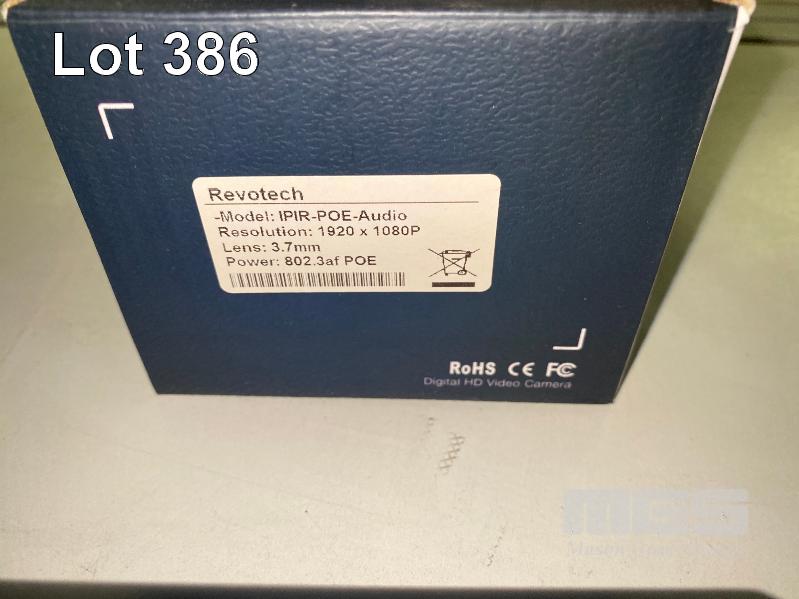 Lot 386
Revotech
-Model: IPIR-POE-Audio
Resolution: 1920 x 1080P
Lens: 3.7mm
Power: 802.3af POE
RoHS CE FC
Digital HD Video Camera
MGS